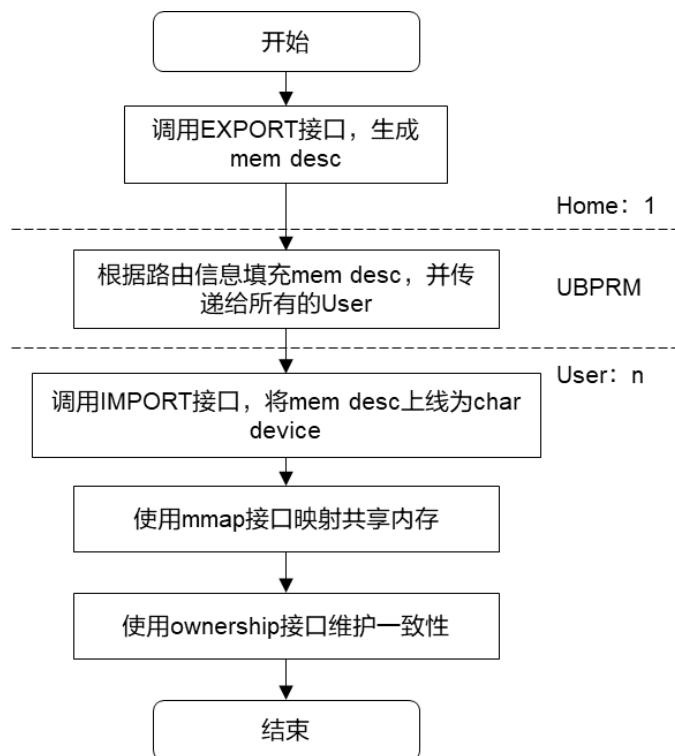 开始
调用EXPORT接口，生成
mem desc
Home：1
根据路由信息填充mem desc，并传
递给所有的User
UBPRM
User：n
调用IMPORT接口，将mem desc上线为char
device
使用mmap接口映射共享内存
使用ownership接口维护一致性
结束